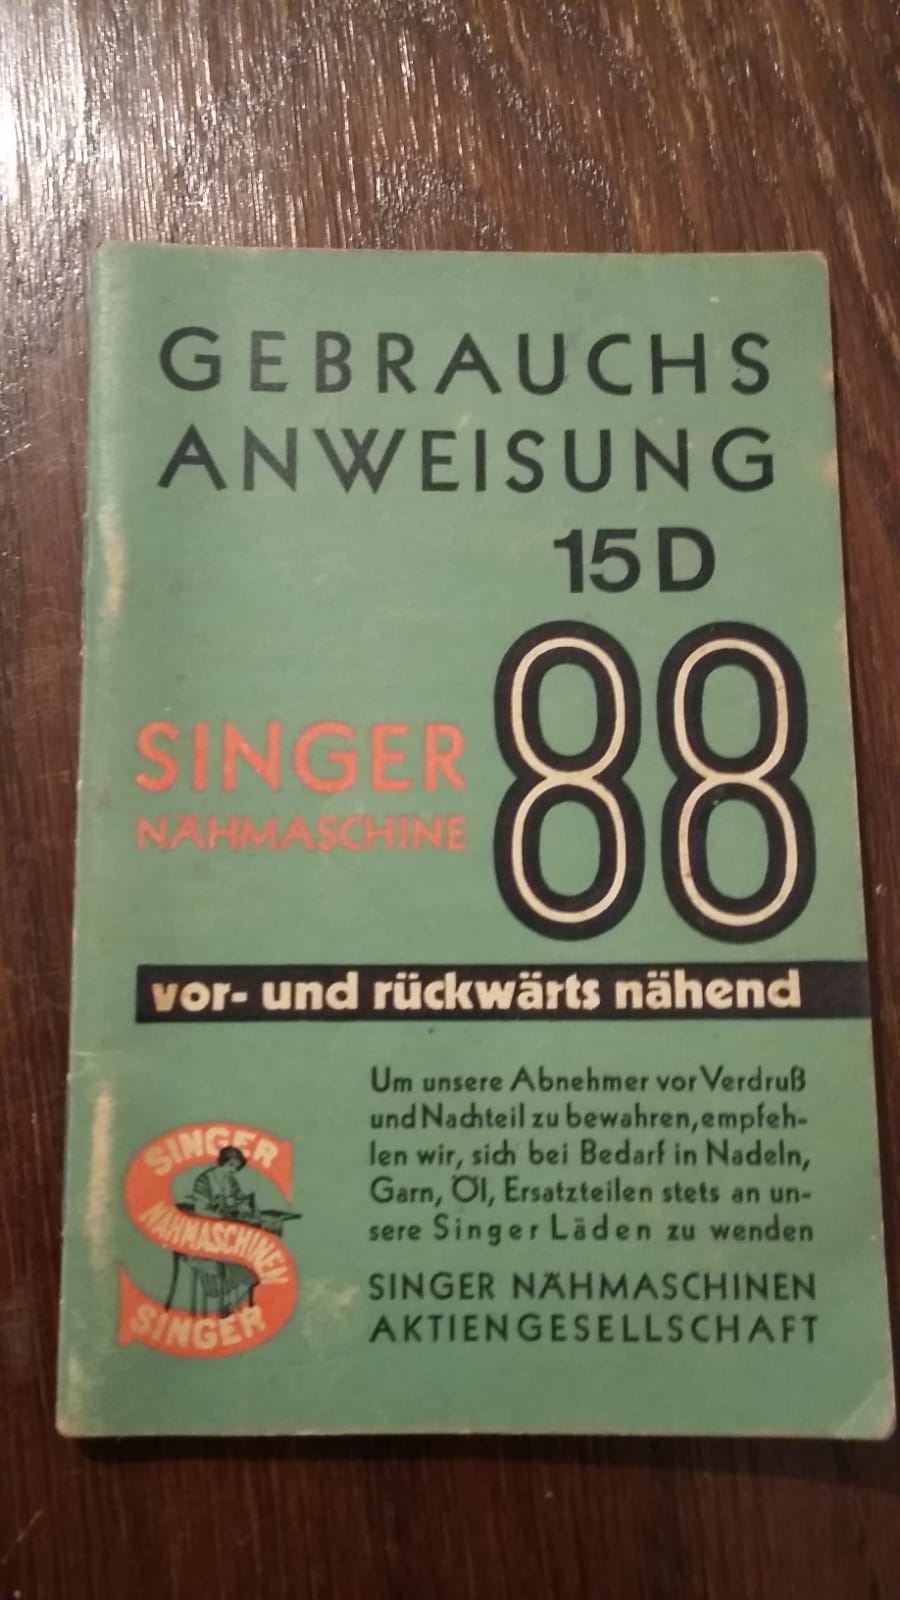 GEBRAUCHS
ANWEISUNG
15 D
88
SINGER
NÄHMASCHINE
vor- und rückwärts nähend
Um unsere Abnehmer vor Verdruß
und Nachteil zu bewahren, empfeh-
len wir, sich bei Bedarf in Nadeln,
Garn, Öl, Ersatzteilen stets an un-
sere Singer Läden zu wenden
SINGER NÄHMASCHINEN
AKTIENGESELLSCHAFT
SINGER
NÄHMASCHINEN
SINGER